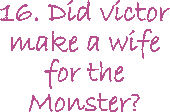 16. Did Victor
make a wife
for the
Monster?